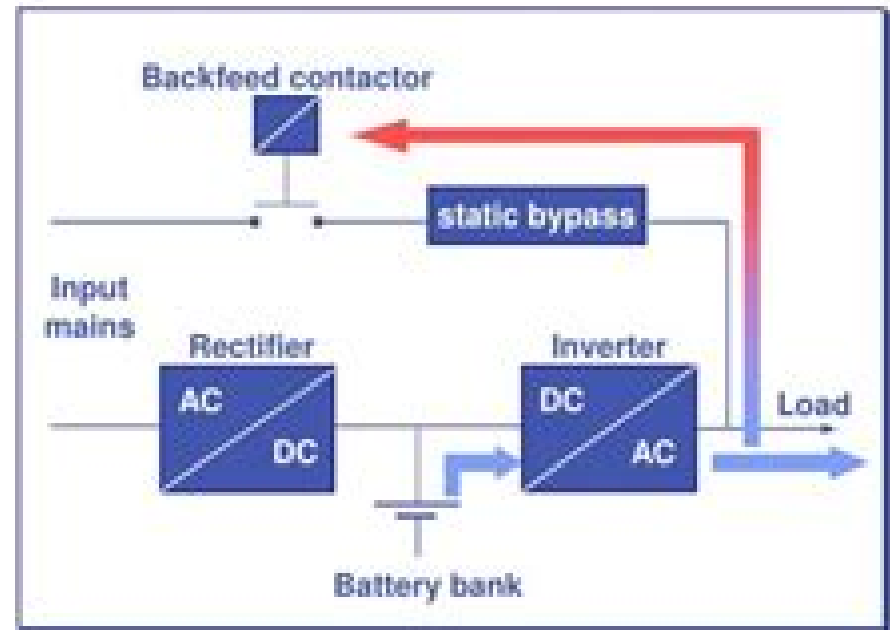 Backfeed contactor
static bypass
Input
mains
Rectifier
Inverter
AC
DC
DC
AC
Load
Battery bank